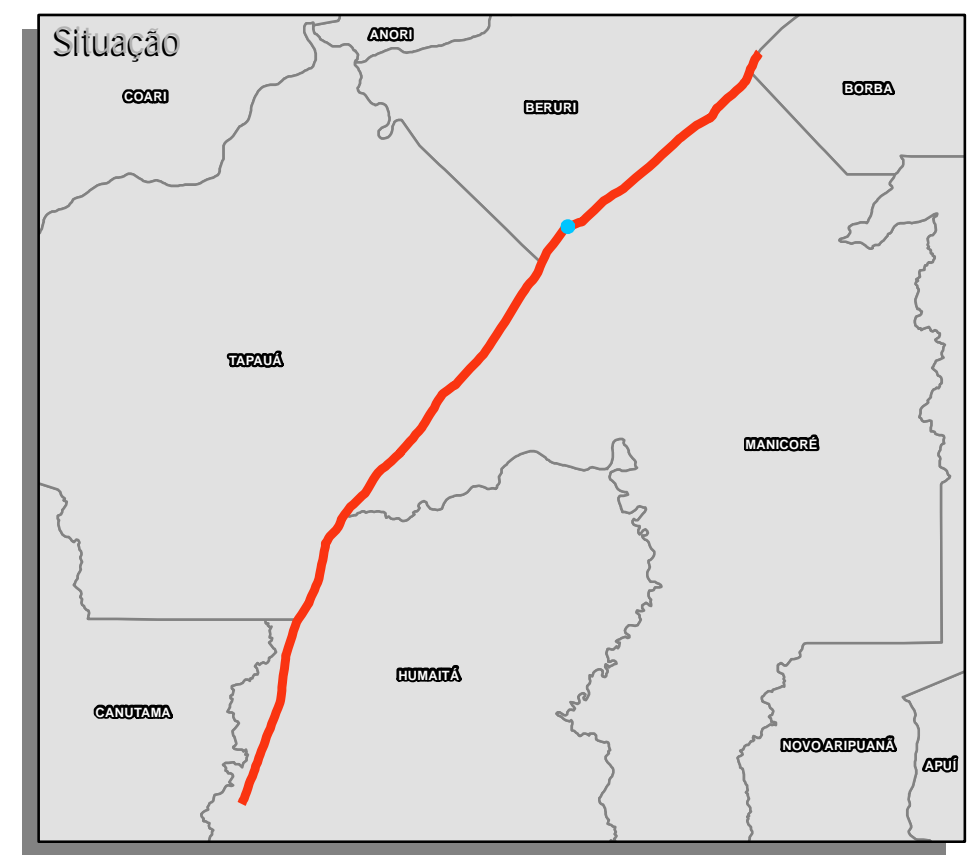 Situação
ANORI
COARI
BERURI
BORBA
TAPAUÁ
MANICORÉ
HUMAITÁ
CANUTAMA
NOVO ARIPUANÃ
APUÍ